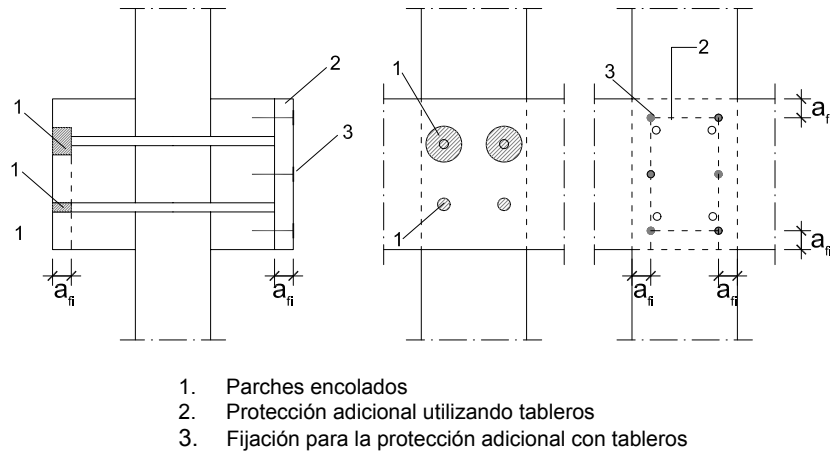 1
1
1
a fi
a fi
2
3
1
1
3
2
a fi
a fi
a fi
a fi
1. Parches encolados
2. Protección adicional utilizando tableros
3. Fijación para la protección adicional con tableros